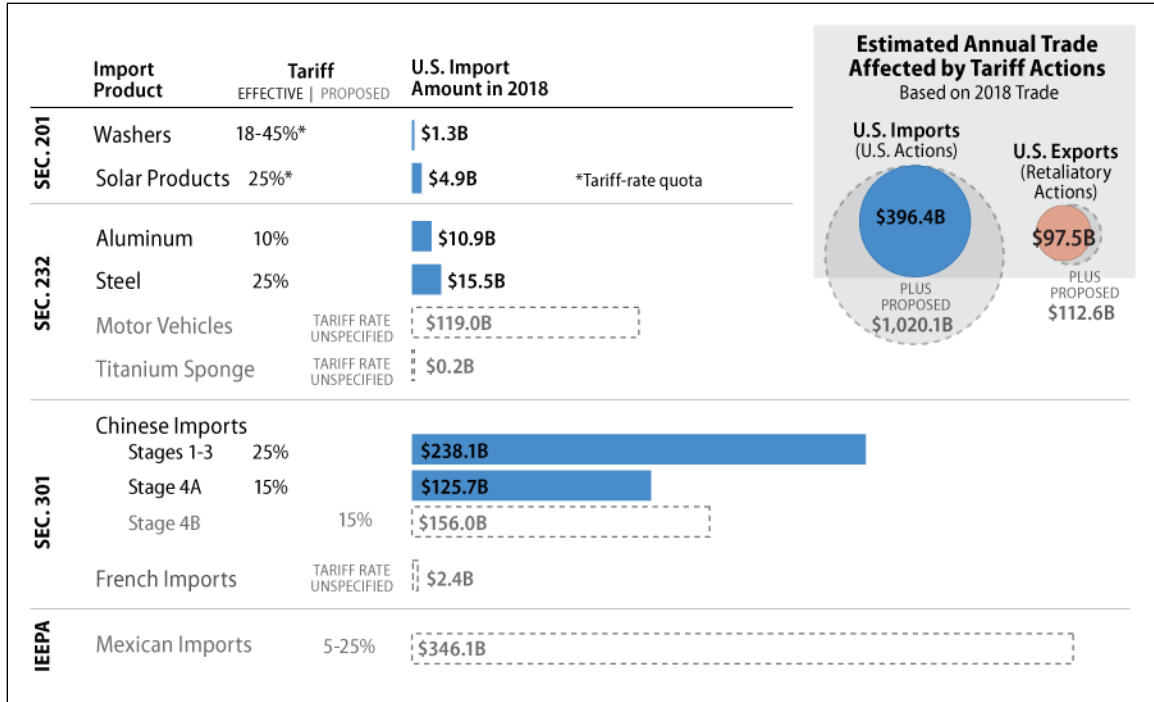 Import Product
Tariff
EFFECTIVE | PROPOSED
U.S. Import Amount in 2018
SEC. 201
Washers 18-45%* $1.3B
Solar Products 25%* $4.9B *Tariff-rate quota
SEC. 232
Aluminum 10% $10.9B
Steel 25% $15.5B
Motor Vehicles TARIFF RATE UNSPECIFIED $119.0B
Titanium Sponge TARIFF RATE UNSPECIFIED $0.2B
SEC. 301
Chinese Imports
Stages 1-3 25% $238.1B
Stage 4A 15% $125.7B
Stage 4B 15% $156.0B
French Imports TARIFF RATE UNSPECIFIED $2.4B
IEEPA
Mexican Imports 5-25% $346.1B
Estimated Annual Trade
Affected by Tariff Actions
Based on 2018 Trade
U.S. Imports
(U.S. Actions)
$396.4B
PLUS
PROPOSED
$1,020.1B
U.S. Exports
(Retaliatory
Actions)
$97.5B
PLUS
PROPOSED
$112.6B